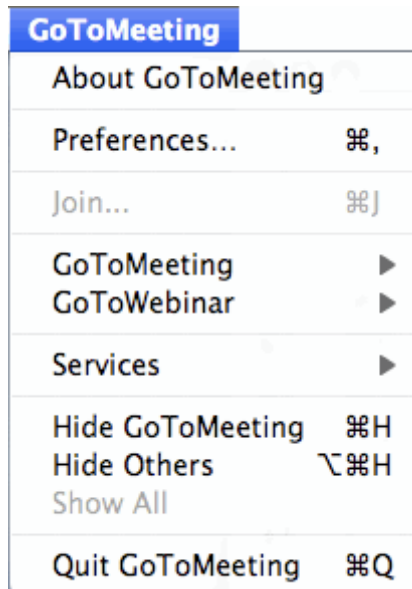 GoToMeeting
About GoToMeeting
Preferences... ⌘,
Join... ⌘J
GoToMeeting ▶
GoToWebinar ▶
Services ▶
Hide GoToMeeting ⌘H
Hide Others ⌥⌘H
Show All
Quit GoToMeeting ⌘Q